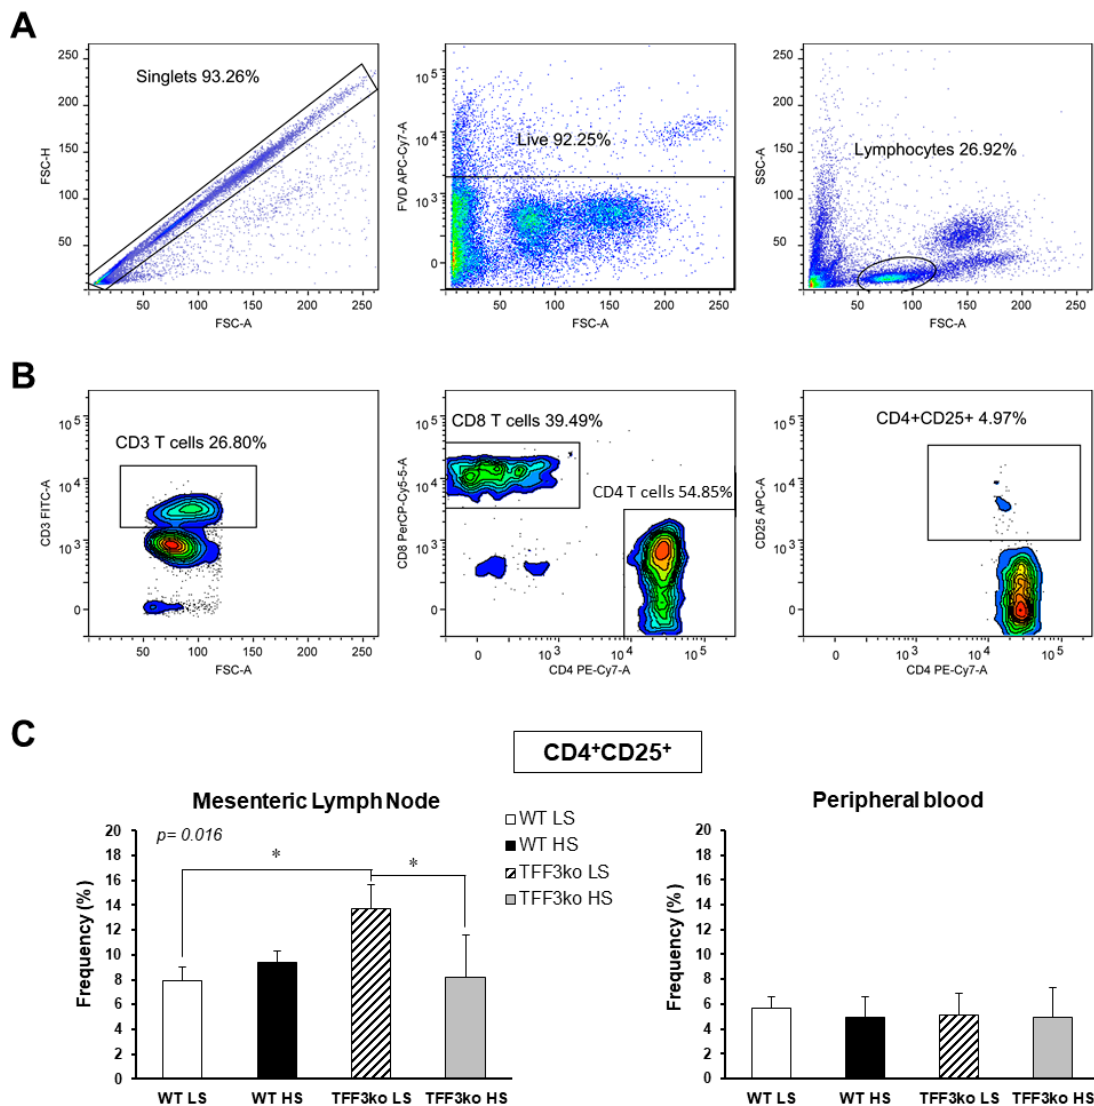 A
Singlets 93.26%
250
200
150
100
50
FSC-H
50 100 150 200 250
FSC-A
Live 92.25%
10^5
10^4
10^3
0
FVD APC-Cy7-A
50 100 150 200 250
FSC-A
Lymphocytes 26.92%
250
200
150
100
50
SSC-A
50 100 150 200 250
FSC-A
B
CD3 T cells 26.80%
10^5
10^4
10^3
0
CD3 FITC-A
50 100 150 200 250
FSC-A
CD8 T cells 39.49%
CD4 T cells 54.85%
10^5
10^4
10^3
0
CD8 PerCP-Cy5-5-A
0 10^3 10^4 10^5
CD4 PE-Cy7-A
CD4+CD25+ 4.97%
10^5
10^4
10^3
0
CD25 APC-A
0 10^3 10^4 10^5
CD4 PE-Cy7-A
C
CD4⁺CD25⁺
Mesenteric Lymph Node
p= 0.016
* *
20
18
16
14
12
10
8
6
4
2
0
Frequency (%)
WT LS WT HS TFF3ko LS TFF3ko HS
WT LS
WT HS
TFF3ko LS
TFF3ko HS
Peripheral blood
20
18
16
14
12
10
8
6
4
2
0
Frequency (%)
WT LS WT HS TFF3ko LS TFF3ko HS